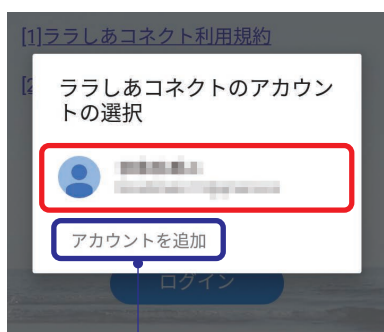 [1]ララしあコネクト利用規約
[2
ララしあコネクトのアカウン
トの選択
アカウントを追加
ログイン